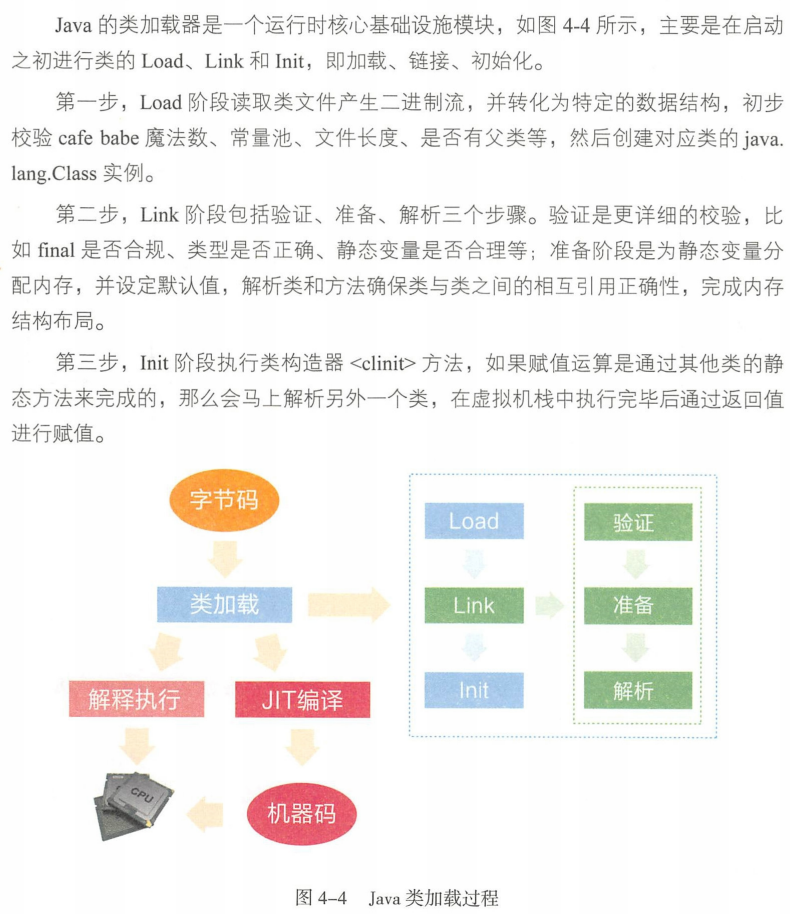 Java 的类加载器是一个运行时核心基础设施模块，如图 4-4 所示，主要是在启动
之初进行类的 Load、Link 和 Init，即加载、链接、初始化。
第一步，Load 阶段读取类文件产生二进制流，并转化为特定的数据结构，初步
校验 cafe babe 魔法数、常量池、文件长度、是否有父类等，然后创建对应类的 java.
lang.Class 实例。
第二步，Link 阶段包括验证、准备、解析三个步骤。验证是更详细的校验，比
如 final 是否合规、类型是否正确、静态变量是否合理等；准备阶段是为静态变量分
配内存，并设定默认值，解析类和方法确保类与类之间的相互引用正确性，完成内存
结构布局。
第三步，Init 阶段执行类构造器 <clinit> 方法，如果赋值运算是通过其他类的静
态方法来完成的，那么会马上解析另外一个类，在虚拟机栈中执行完毕后通过返回值
进行赋值。
字节码
类加载
解释执行
JIT编译
CPU
机器码
Load
Link
Init
验证
准备
解析
图 4–4 Java 类加载过程